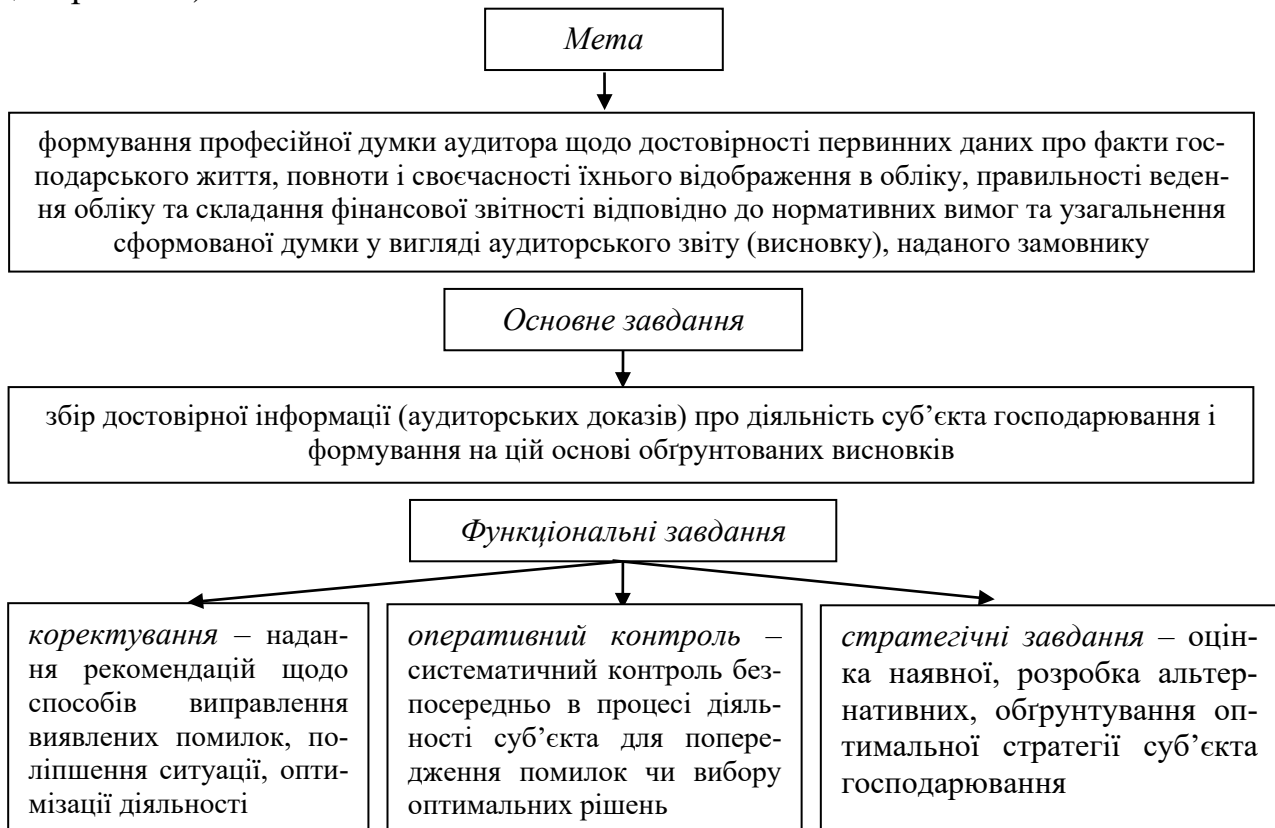 Мета
формування професійної думки аудитора щодо достовірності первинних даних про факти гос-
подарського життя, повноти і своєчасності їхнього відображення в обліку, правильності веден-
ня обліку та складання фінансової звітності відповідно до нормативних вимог та узагальнення
сформованої думки у вигляді аудиторського звіту (висновку), наданого замовнику
Основне завдання
збір достовірної інформації (аудиторських доказів) про діяльність суб’єкта господарювання і
формування на цій основі обґрунтованих висновків
Функціональні завдання
коректування – надан-
ня рекомендацій щодо
способів виправлення
виявлених помилок, по-
ліпшення ситуації, опти-
мізації діяльності
оперативний контроль –
систематичний контроль без-
посередньо в процесі діяль-
ності суб’єкта для попере-
дження помилок чи вибору
оптимальних рішень
стратегічні завдання – оцін-
ка наявної, розробка альтер-
нативних, обґрунтування оп-
тимальної стратегії суб’єкта
господарювання